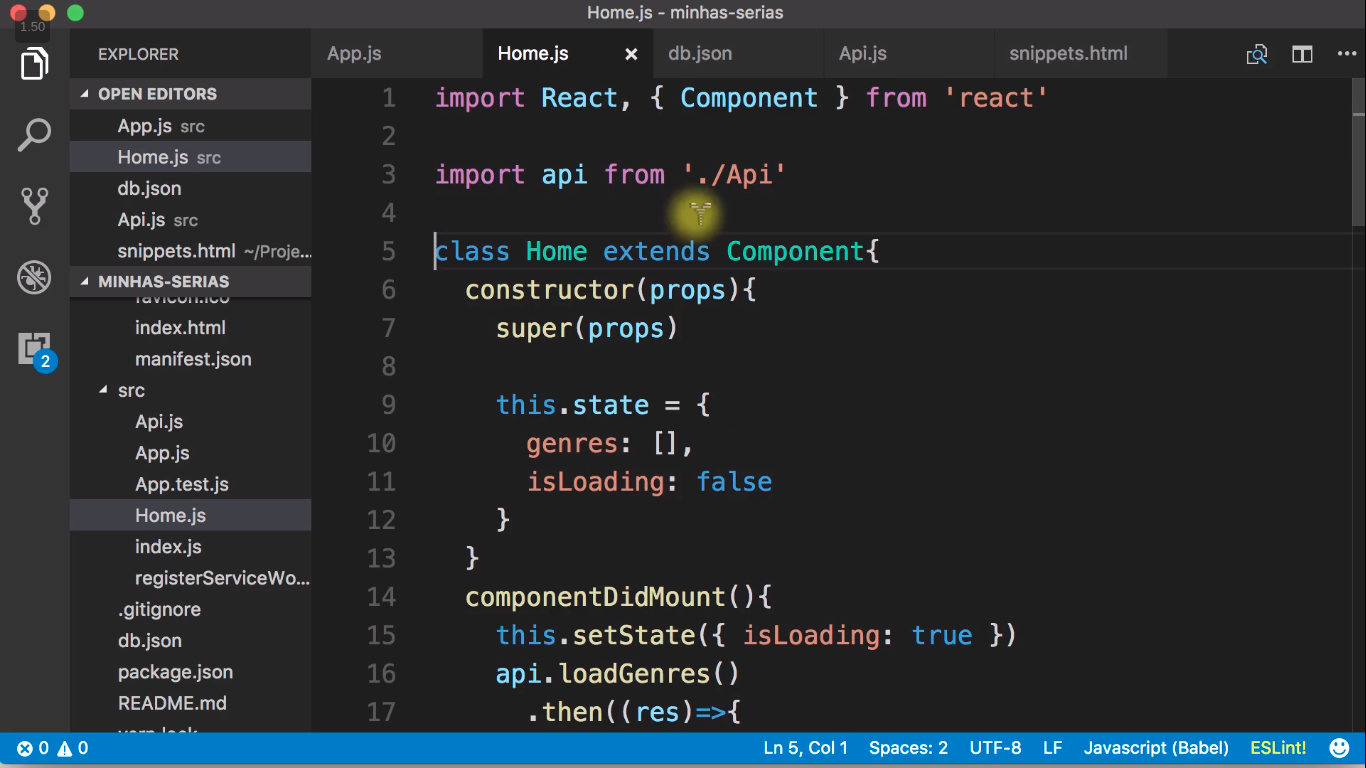 Home.js - minhas-serias
1.50
EXPLORER
App.js
Home.js ×
db.json
Api.js
snippets.html
OPEN EDITORS
App.js src
Home.js src
db.json
Api.js src
snippets.html ~/Proje...
MINHAS-SERIAS
favicon.ico
index.html
manifest.json
src
Api.js
App.js
App.test.js
Home.js
index.js
registerServiceWo...
.gitignore
db.json
package.json
README.md
yarn.lock
2
1 import React, { Component } from 'react'
2
3 import api from './Api'
4
5 class Home extends Component{
6 constructor(props){
7 super(props)
8
9 this.state = {
10 genres: [],
11 isLoading: false
12 }
13 }
14 componentDidMount(){
15 this.setState({ isLoading: true })
16 api.loadGenres()
17 .then((res)=>{
0 0
Ln 5, Col 1 Spaces: 2 UTF-8 LF Javascript (Babel) ESLint!